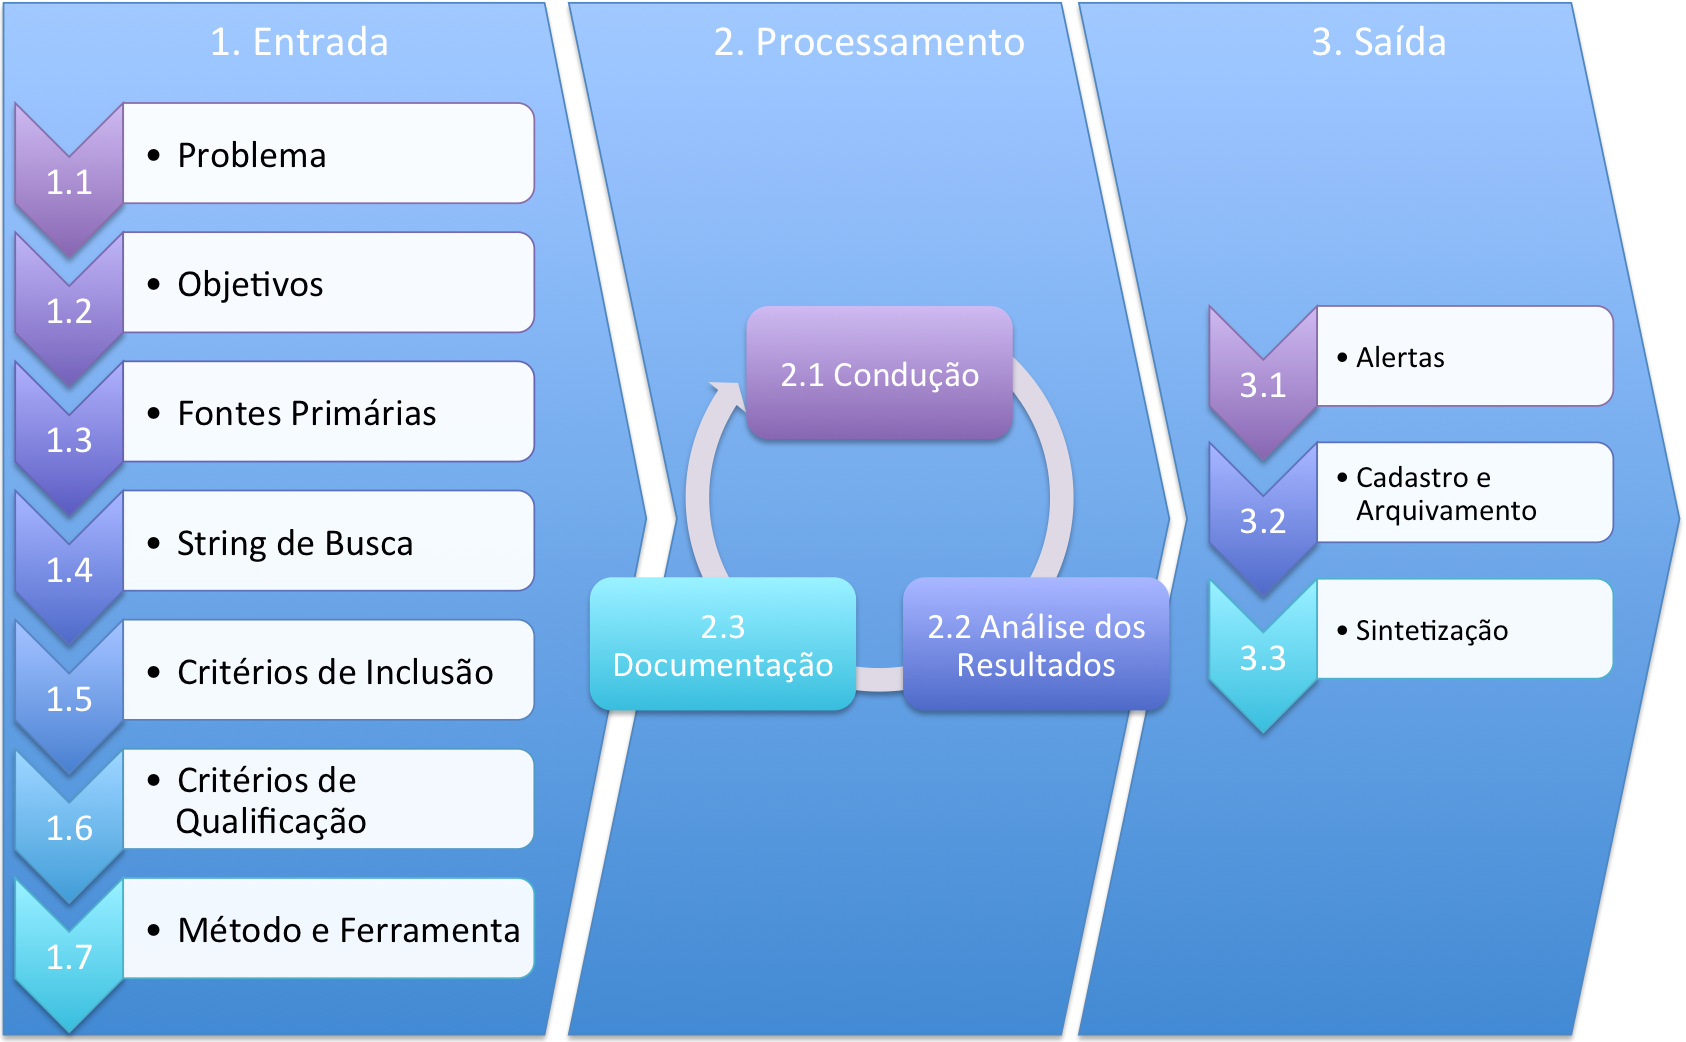 1. Entrada
1.1
• Problema
1.2
• Objetivos
1.3
• Fontes Primárias
1.4
• String de Busca
1.5
• Critérios de Inclusão
1.6
• Critérios de
Qualificação
1.7
• Método e Ferramenta
2. Processamento
2.1 Condução
2.2 Análise dos
Resultados
2.3
Documentação
3. Saída
3.1
• Alertas
3.2
• Cadastro e
Arquivamento
3.3
• Sintetização